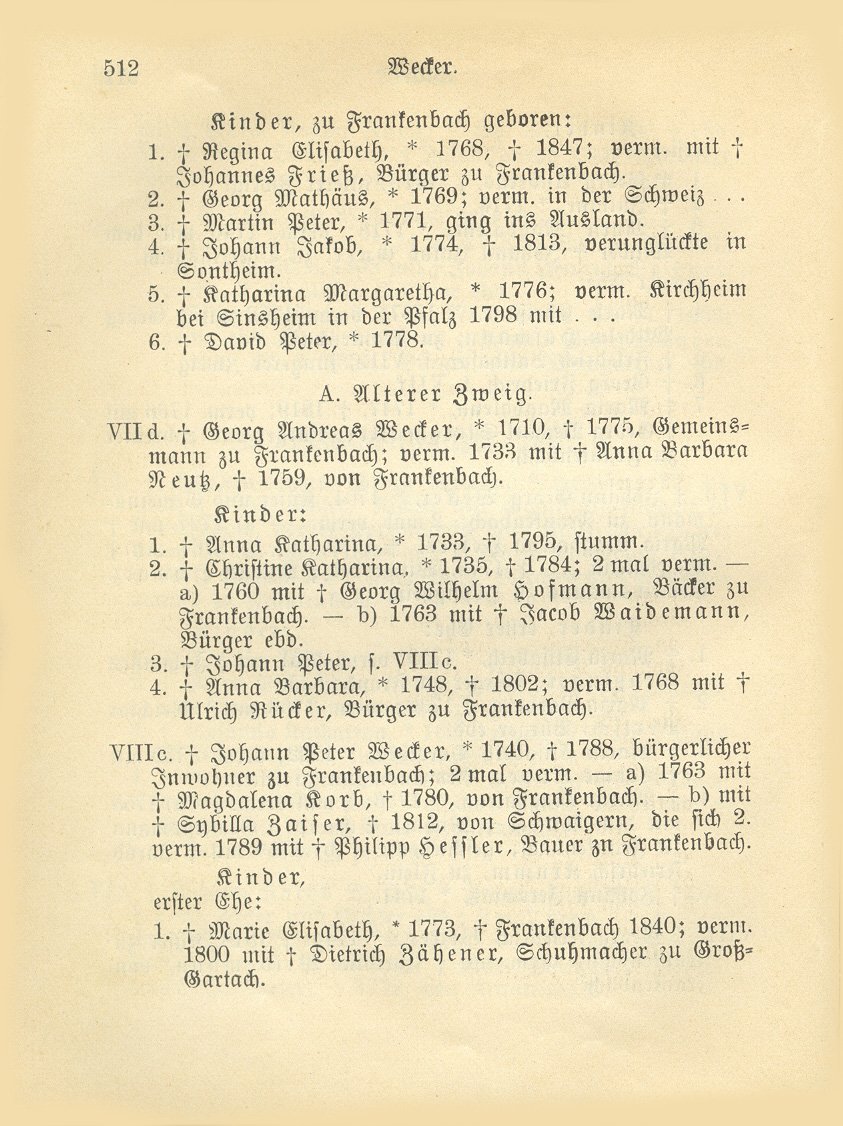 512 Wecker.
Kinder, zu Frankenbach geboren:
1. † Regina Elisabeth, * 1768, † 1847; verm. mit †
Johannes Frieß, Bürger zu Frankenbach.
2. † Georg Mathäus, * 1769; verm. in der Schweiz . . .
3. † Martin Peter, * 1771, ging ins Ausland.
4. † Johann Jakob, * 1774, † 1813, verunglückte in
Sontheim.
5. † Katharina Margaretha, * 1776; verm. Kirchheim
bei Sinsheim in der Pfalz 1798 mit . . .
6. † David Peter, * 1778.
A. Älterer Zweig.
VII d. † Georg Andreas Wecker, * 1710, † 1775, Gemeins-
mann zu Frankenbach; verm. 1733 mit † Anna Barbara
Neutz, † 1759, von Frankenbach.
Kinder:
1. † Anna Katharina, * 1733, † 1795, stumm.
2. † Christine Katharina, * 1735, † 1784; 2 mal verm. —
a) 1760 mit † Georg Wilhelm Hofmann, Bäcker zu
Frankenbach. — b) 1763 mit † Jacob Waidemann,
Bürger ebd.
3. † Johann Peter, s. VIII c.
4. † Anna Barbara, * 1748, † 1802; verm. 1768 mit †
Ulrich Rücker, Bürger zu Frankenbach.
VIII c. † Johann Peter Wecker, * 1740, † 1788, bürgerlicher
Inwohner zu Frankenbach; 2 mal verm. — a) 1763 mit
† Magdalena Korb, † 1780, von Frankenbach. — b) mit
† Sybilla Zaiser, † 1812, von Schwaigern, die sich 2.
verm. 1789 mit † Philipp Hessler, Bauer zu Frankenbach.
Kinder,
erster Ehe:
1. † Marie Elisabeth, * 1773, † Frankenbach 1840; verm.
1800 mit † Dietrich Zähener, Schuhmacher zu Groß-
Gartach.